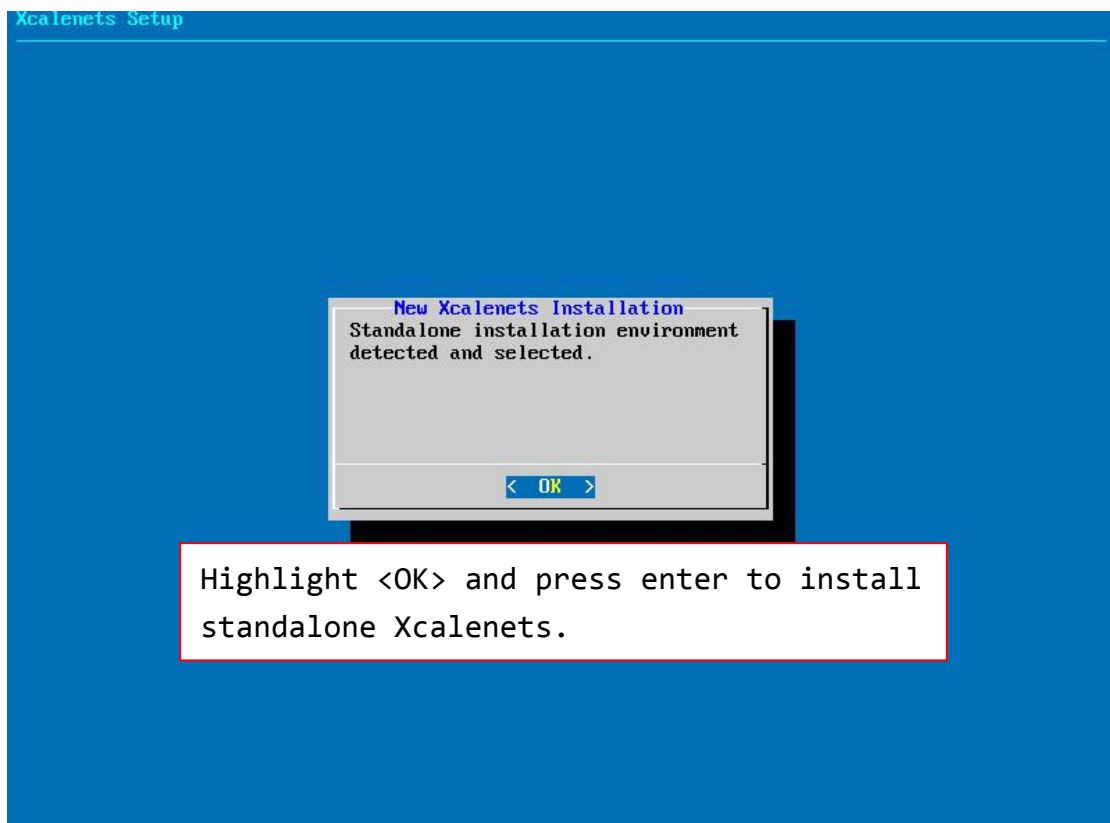 Xcalenets Setup
New Xcalenets Installation
Standalone installation environment
detected and selected.
< OK >
Highlight <OK> and press enter to install
standalone Xcalenets.